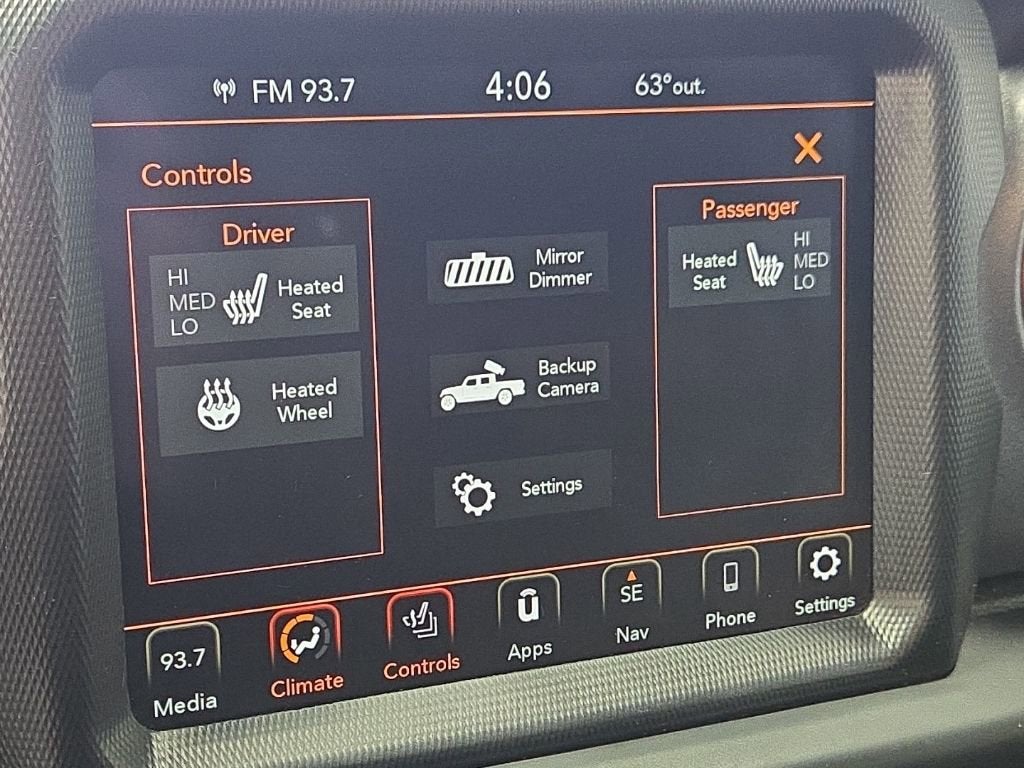 FM 93.7 4:06 63°out.
Controls
Driver
HI
MED
LO
Heated
Seat
Heated
Wheel
Mirror
Dimmer
Backup
Camera
Settings
Passenger
Heated
Seat
HI
MED
LO
93.7
Media
Climate
Controls
ū
Apps
SE
Nav
Phone
Settings